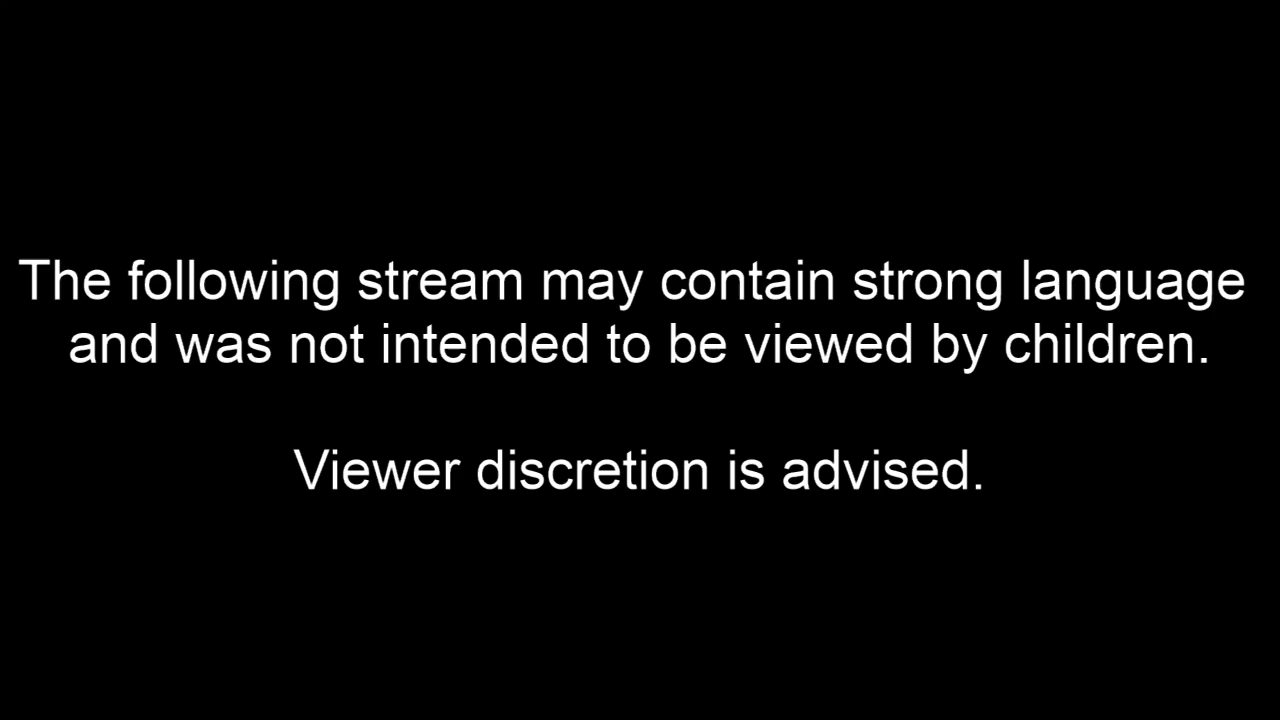 The following stream may contain strong language
and was not intended to be viewed by children.
Viewer discretion is advised.